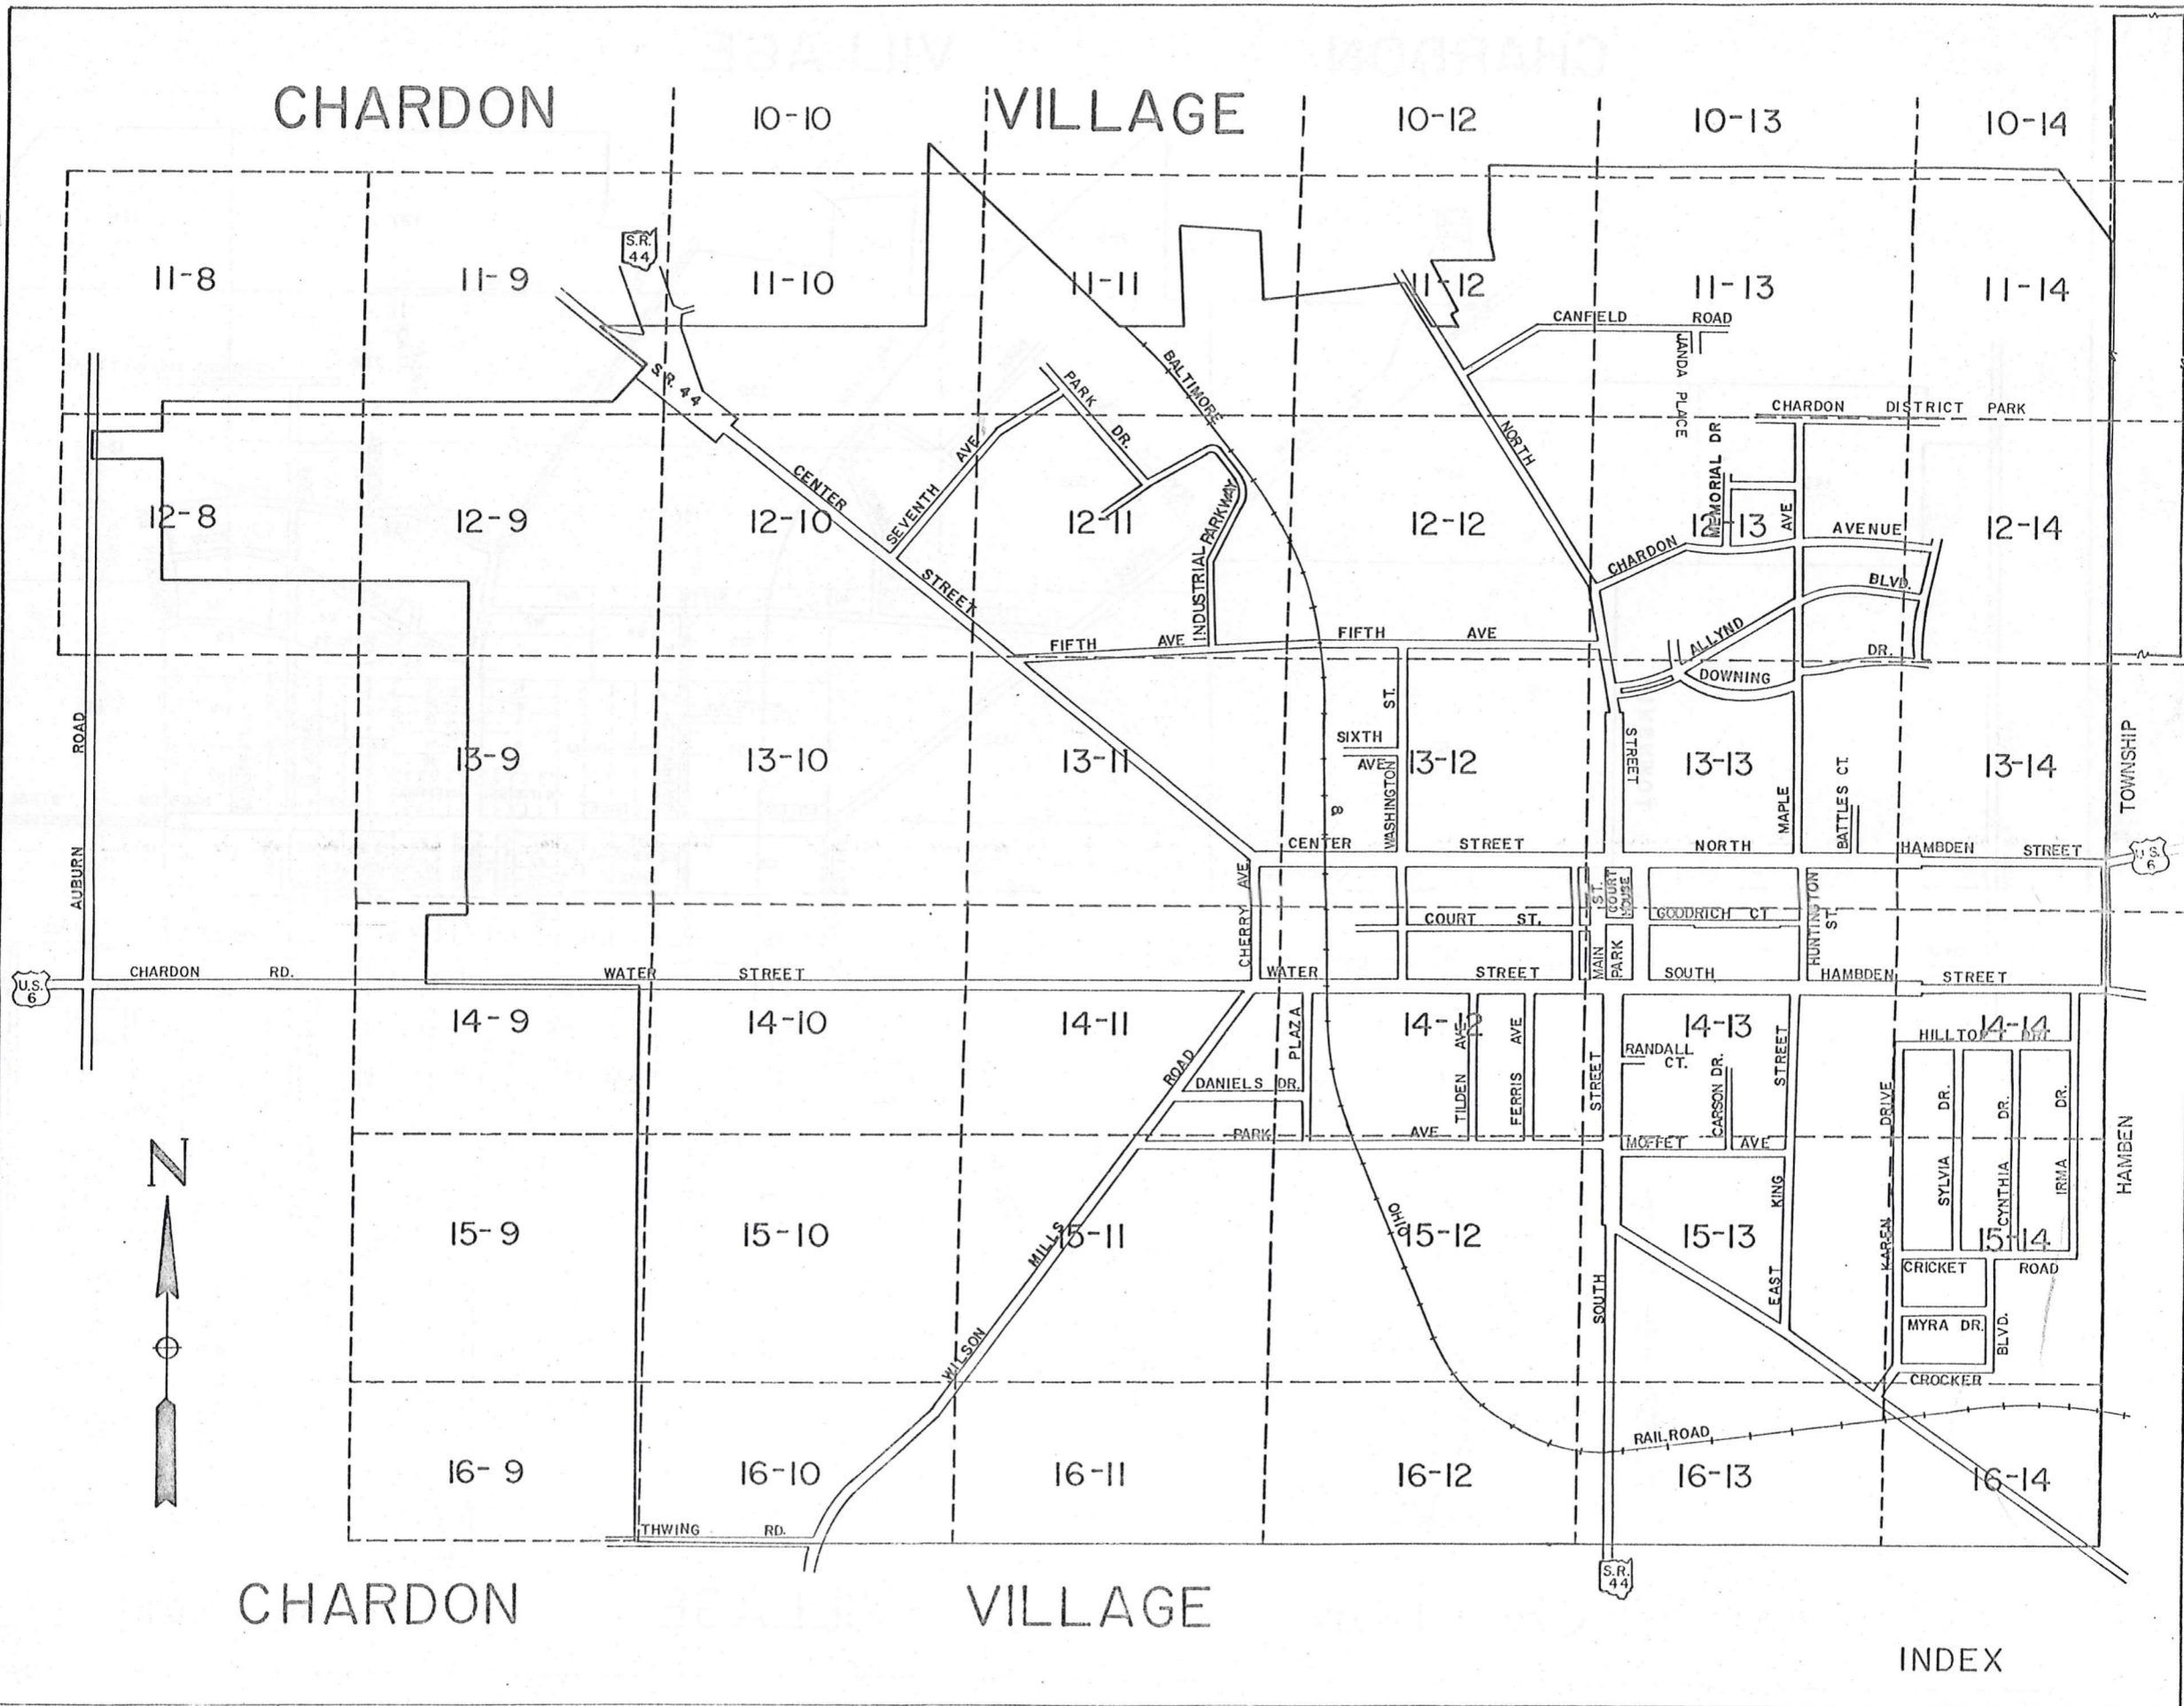 CHARDON VILLAGE
10-10
10-12
10-13
10-14
11-8
11-9
S.R. 44
11-10
11-11
11-12
11-13
11-14
CANFIELD ROAD
WANDA PLACE
S.R. 44
PARK DR.
BALTIMORE
NORTH
CHARDON DISTRICT PARK
12-8
12-9
CENTER
12-10
SEVENTH AVE
STREET
12-11
INDUSTRIAL PARKWAY
12-12
MEMORIAL DR
12-13
AVE
12-14
CHARDON AVENUE
BLVD.
ALLYND
FIFTH AVE
FIFTH AVE
DOWNING DR.
AUBURN ROAD
13-9
13-10
13-11
SIXTH AVE
WASHINGTON ST.
13-12
STREET
13-13
MAPLE
BATTLES CT.
13-14
TOWNSHIP
&
CENTER STREET
NORTH HAMBDEN STREET
U.S. 6
CHERRY AVE
COURT ST.
MAIN ST.
COURT HOUSE
PARK
GOODRICH CT
HUNTINGTON ST.
U.S. 6
CHARDON RD.
WATER STREET
WATER STREET
SOUTH HAMBDEN STREET
14-9
14-10
14-11
PLAZA
14-12
TILDEN AVE
FERRIS AVE
STREET
14-13
RANDALL CT.
CARSON DR.
STREET
14-14
HILLTOP DR.
ROAD
DANIELS DR.
PARK AVE
MOFFET AVE
KAREN DRIVE
SYLVIA DR.
CYNTHIA DR.
IRMA DR.
HAMBEN
N
15-9
15-10
MILLS
15-11
OHIO
15-12
15-13
EAST KING
15-14
SOUTH
CRICKET ROAD
MYRA DR.
BLVD.
CROCKER
WILSON
RAILROAD
16-9
16-10
16-11
16-12
16-13
16-14
THWING RD.
S.R. 44
CHARDON VILLAGE
INDEX